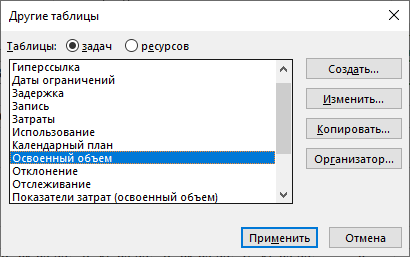 Другие таблицы
Таблицы: задач ресурсов
Гиперссылка
Даты ограничений
Задержка
Запись
Затраты
Использование
Календарный план
Освоенный объем
Отклонение
Отслеживание
Показатели затрат (освоенный объем)
Создать...
Изменить...
Копировать...
Организатор...
Применить
Отмена